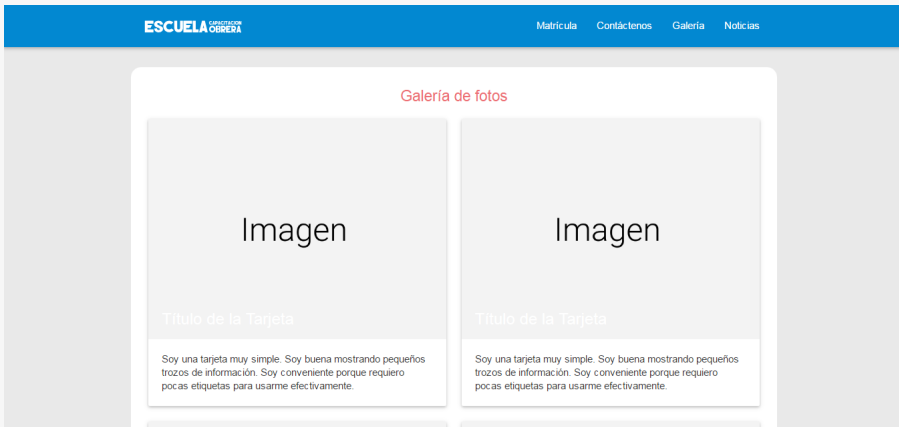 ESCUELA CAPACITACION OBRERA
Matrícula Contáctenos Galería Noticias
Galería de fotos
Imagen
Título de la Tarjeta
Soy una tarjeta muy simple. Soy buena mostrando pequeños
trozos de información. Soy conveniente porque requiero
pocas etiquetas para usarme efectivamente.
Imagen
Título de la Tarjeta
Soy una tarjeta muy simple. Soy buena mostrando pequeños
trozos de información. Soy conveniente porque requiero
pocas etiquetas para usarme efectivamente.